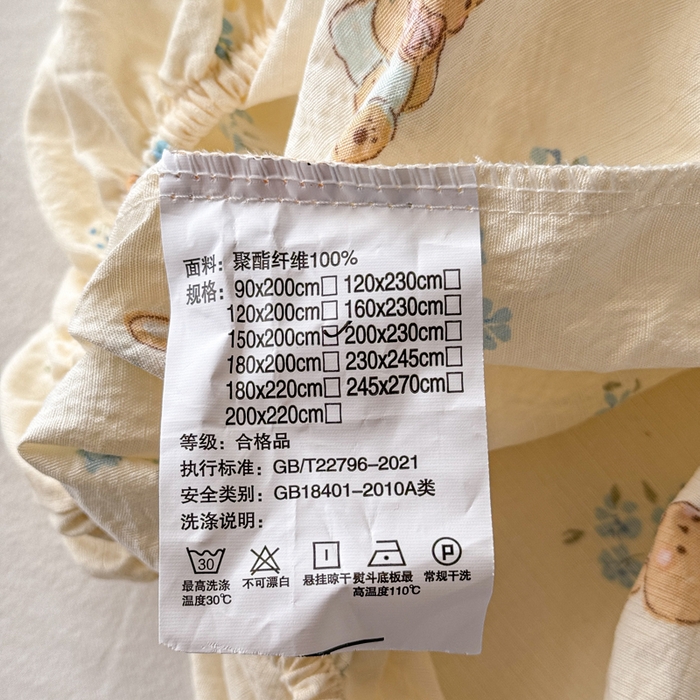 面料：聚酯纤维100%
规格：90x200cm□ 120x230cm□
120x200cm□ 160x230cm□
150x200cm☑ 200x230cm□
180x200cm□ 230x245cm□
180x220cm□ 245x270cm□
200x220cm□
等级：合格品
执行标准：GB/T22796–2021
安全类别：GB18401–2010A类
洗涤说明：
30 P
最高洗涤 不可漂白 悬挂晾干 熨斗底板最 常规干洗
温度30℃ 高温度110℃